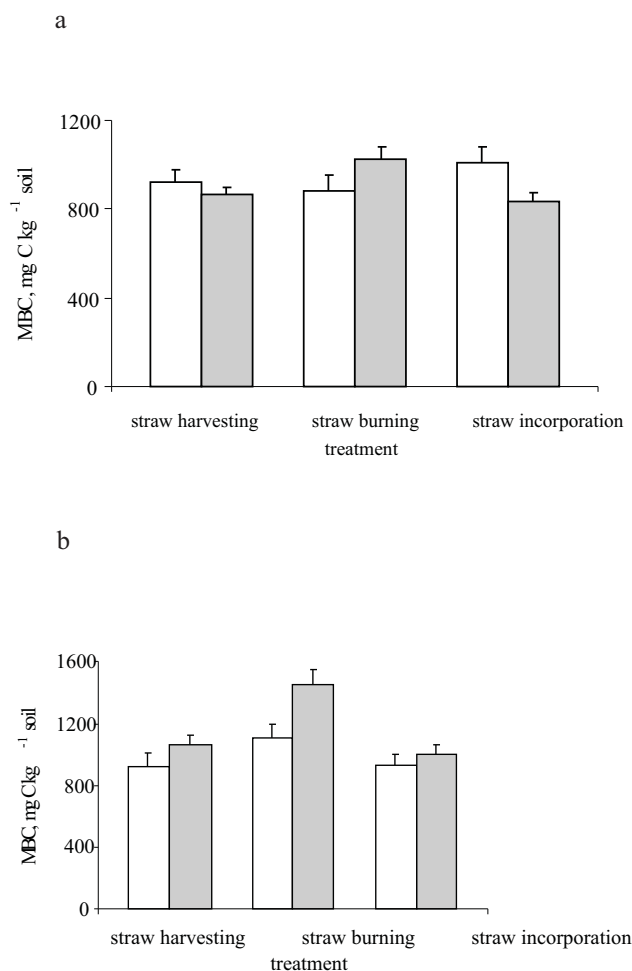 a
1200
800
400
0
MBC, mg C kg ⁻¹ soil
straw harvesting straw burning straw incorporation
treatment
b
1600
1200
800
400
0
MBC, mg C kg ⁻¹ soil
straw harvesting straw burning straw incorporation
treatment